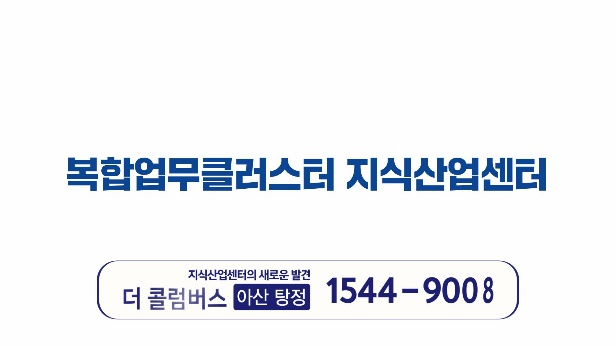 복합업무클러스터 지식산업센터
지식산업센터의 새로운 발견
더 콜럼버스 아산 탕정 1544-9008